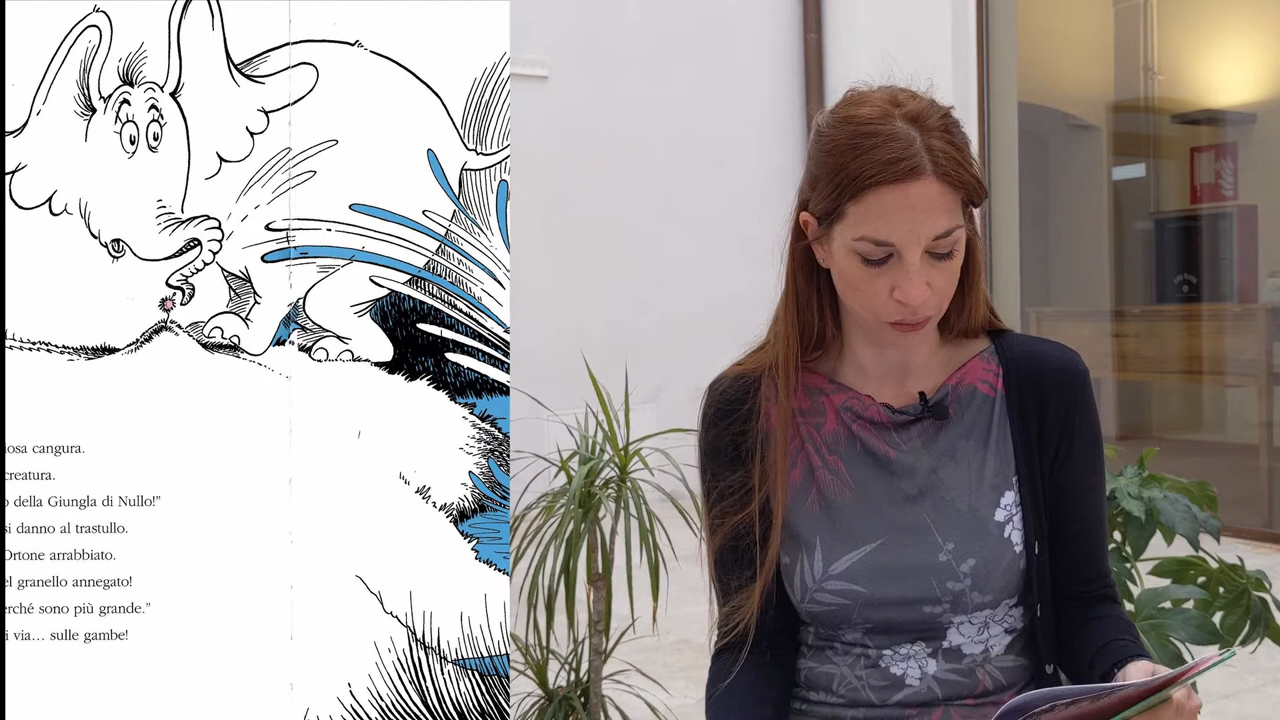 iosa cangura.
creatura.
o della Giungla di Nullo!”
si danno al trastullo.
Ortone arrabbiato.
el granello annegato!
erché sono più grande.”
i via… sulle gambe!